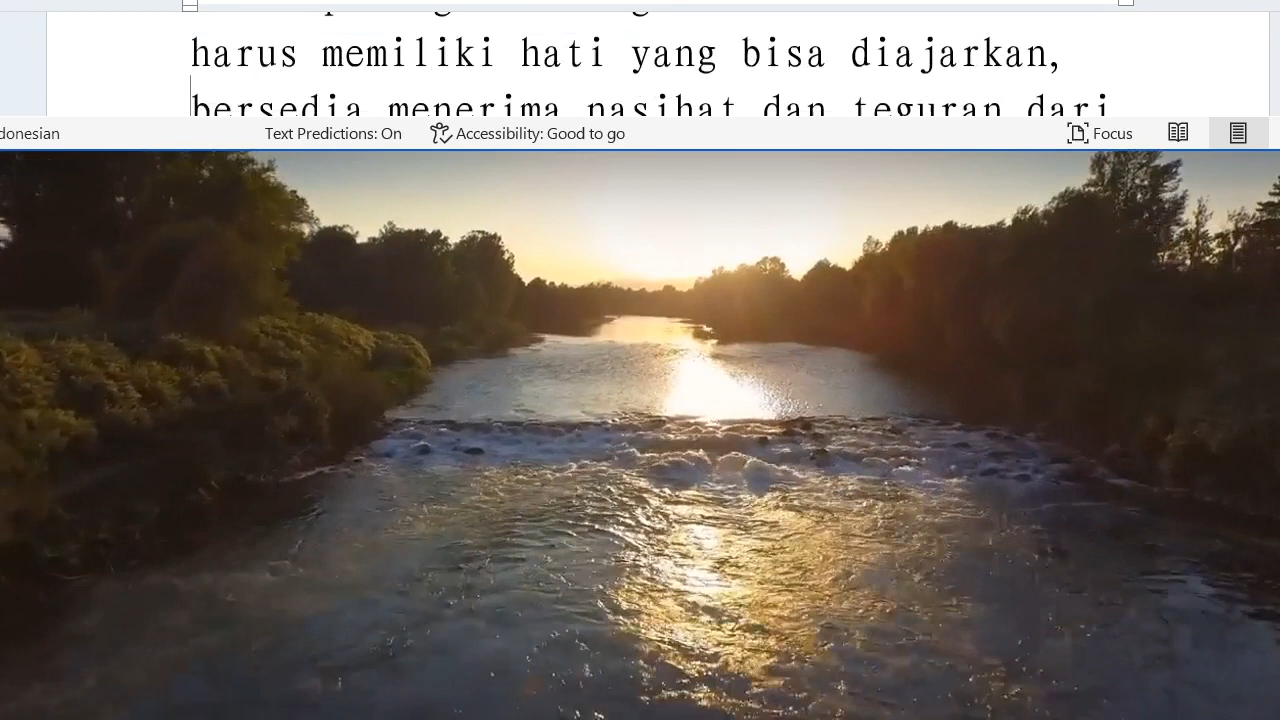 harus memiliki hati yang bisa diajarkan,
bersedia menerima nasihat dan teguran dari
donesian Text Predictions: On Accessibility: Good to go Focus